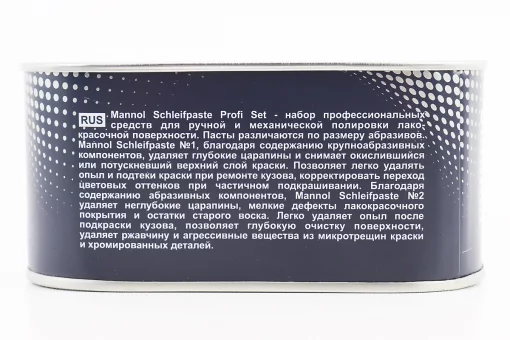 RUS - Mannol Schleifpaste Profi Set - набор профессиональных
средств для ручной и механической полировки лако-
красочной поверхности. Пасты различаются по размеру абразивов.
Mannol Schleifpaste №1, благодаря содержанию крупноабразивных
компонентов, удаляет глубокие царапины и снимает окислившийся
или потускневший верхний слой краски. Позволяет легко удалять
опыл и подтеки краски при ремонте кузова, корректировать переход
цветовых оттенков при частичном подкрашивании. Благодаря
содержанию абразивных компонентов, Mannol Schleifpaste №2
удаляет неглубокие царапины, мелкие дефекты лакокрасочного
покрытия и остатки старого воска. Легко удаляет опыл после
подкраски кузова, позволяет глубокую очистку поверхности,
удаляет ржавчину и агрессивные вещества из микротрещин краски
и хромированных деталей.